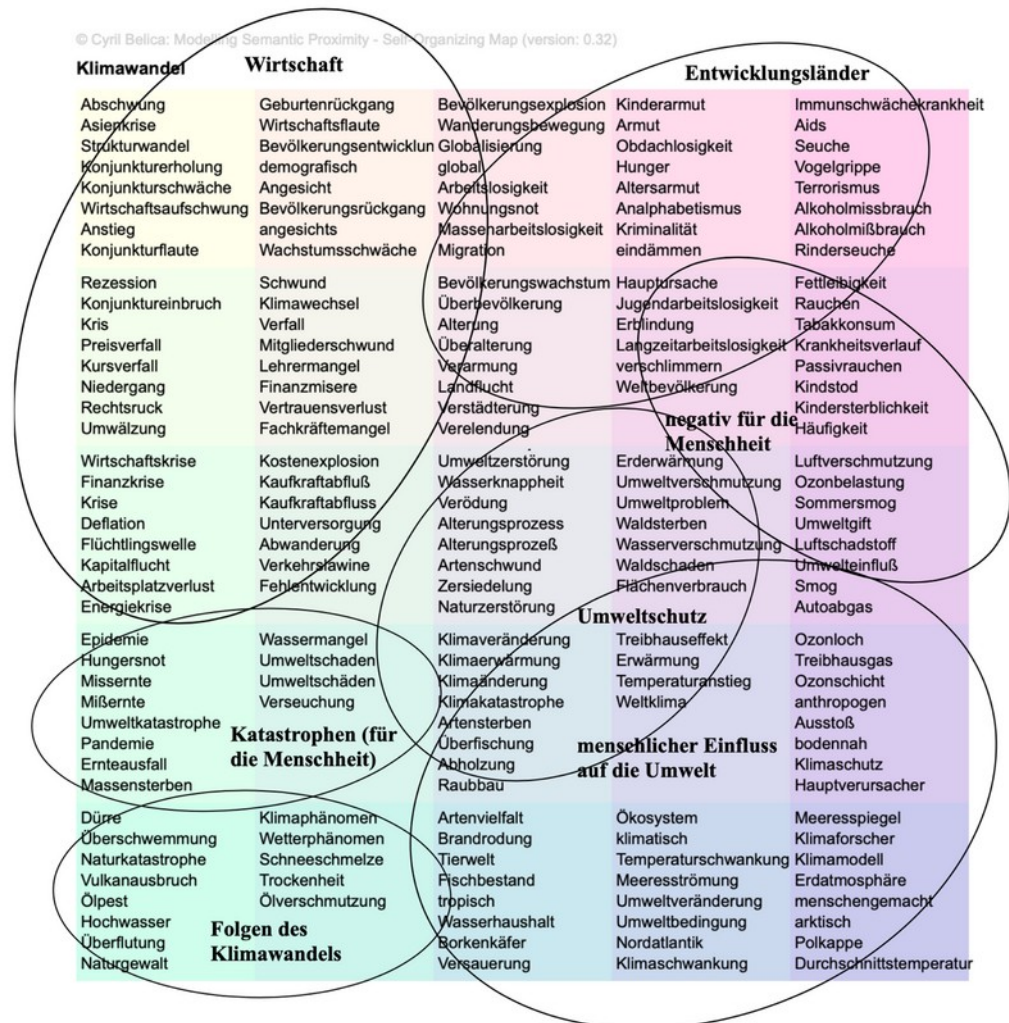 © Cyril Belica: Modelling Semantic Proximity - Self-Organizing Map (version: 0.32)
Klimawandel
Wirtschaft
Entwicklungsländer
Abschwung
Asienkrise
Strukturwandel
Konjunkturerholung
Konjunkturschwäche
Wirtschaftsaufschwung
Anstieg
Konjunkturflaute
Geburtenrückgang
Wirtschaftsflaute
Bevölkerungsentwicklun
demografisch
Angesicht
Bevölkerungsrückgang
angesichts
Wachstumsschwäche
Bevölkerungsexplosion
Wanderungsbewegung
Globalisierung
global
Arbeitslosigkeit
Wohnungsnot
Massenarbeitslosigkeit
Migration
Kinderarmut
Armut
Obdachlosigkeit
Hunger
Altersarmut
Analphabetismus
Kriminalität
eindämmen
Immunschwächekrankheit
Aids
Seuche
Vogelgrippe
Terrorismus
Alkoholmissbrauch
Alkoholmißbrauch
Rinderseuche
Rezession
Konjunktureinbruch
Kris
Preisverfall
Kursverfall
Niedergang
Rechtsruck
Umwälzung
Schwund
Klimawechsel
Verfall
Mitgliederschwund
Lehrermangel
Finanzmisere
Vertrauensverlust
Fachkräftemangel
Bevölkerungswachstum
Überbevölkerung
Alterung
Überalterung
Verarmung
Landflucht
Verstädterung
Verelendung
Hauptursache
Jugendarbeitslosigkeit
Erblindung
Langzeitarbeitslosigkeit
verschlimmern
Weltbevölkerung
negativ für die
Menschheit
Fettleibigkeit
Rauchen
Tabakkonsum
Krankheitsverlauf
Passivrauchen
Kindstod
Kindersterblichkeit
Häufigkeit
Wirtschaftskrise
Finanzkrise
Krise
Deflation
Flüchtlingswelle
Kapitalflucht
Arbeitsplatzverlust
Energiekrise
Kostenexplosion
Kaufkraftabfluß
Kaufkraftabfluss
Unterversorgung
Abwanderung
Verkehrslawine
Fehlentwicklung
Umweltzerstörung
Wasserknappheit
Verödung
Alterungsprozess
Alterungsprozeß
Artenschwund
Zersiedelung
Naturzerstörung
Erderwärmung
Umweltverschmutzung
Umweltproblem
Waldsterben
Wasserverschmutzung
Waldschaden
Flächenverbrauch
Umweltschutz
Luftverschmutzung
Ozonbelastung
Sommersmog
Umweltgift
Luftschadstoff
Umwelteinfluß
Smog
Autoabgas
Epidemie
Hungersnot
Missernte
Mißernte
Umweltkatastrophe
Pandemie
Ernteausfall
Massensterben
Wassermangel
Umweltschaden
Umweltschäden
Verseuchung
Katastrophen (für
die Menschheit)
Klimaveränderung
Klimaerwärmung
Klimaänderung
Klimakatastrophe
Artensterben
Überfischung
Abholzung
Raubbau
Treibhauseffekt
Erwärmung
Temperaturanstieg
Weltklima
menschlicher Einfluss
auf die Umwelt
Ozonloch
Treibhausgas
Ozonschicht
anthropogen
Ausstoß
bodennah
Klimaschutz
Hauptverursacher
Dürre
Überschwemmung
Naturkatastrophe
Vulkanausbruch
Ölpest
Hochwasser
Überflutung
Naturgewalt
Klimaphänomen
Wetterphänomen
Schneeschmelze
Trockenheit
Ölverschmutzung
Folgen des
Klimawandels
Artenvielfalt
Brandrodung
Tierwelt
Fischbestand
tropisch
Wasserhaushalt
Borkenkäfer
Versauerung
Ökosystem
klimatisch
Temperaturschwankung
Meeresströmung
Umweltveränderung
Umweltbedingung
Nordatlantik
Klimaschwankung
Meeresspiegel
Klimaforscher
Klimamodell
Erdatmosphäre
menschengemacht
arktisch
Polkappe
Durchschnittstemperatur